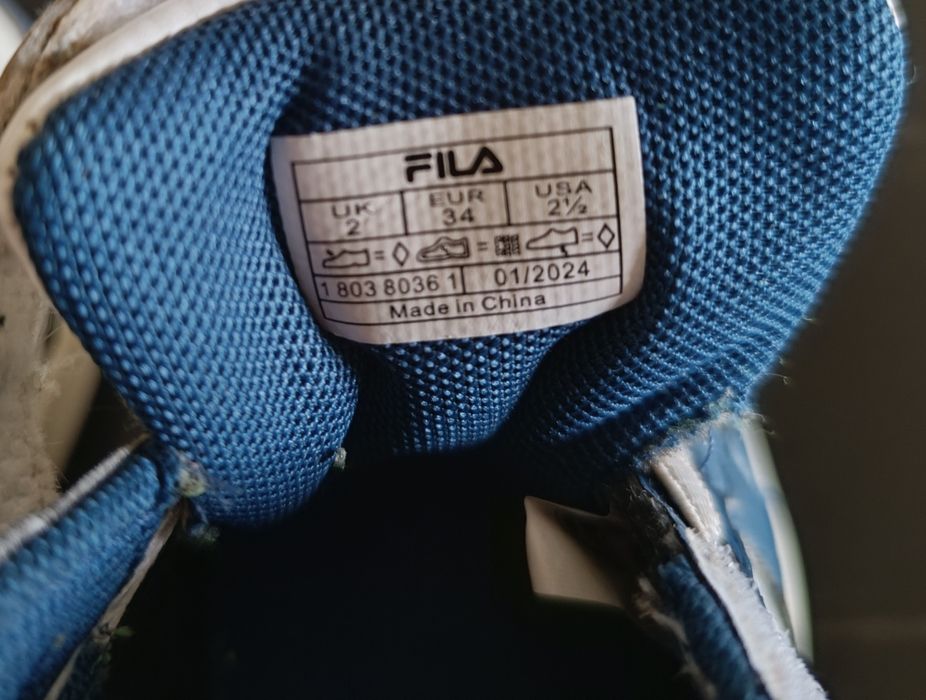 FILA
UK EUR USA
2 34 2½
= = =
1 803 8036 1 01/2024
Made in China